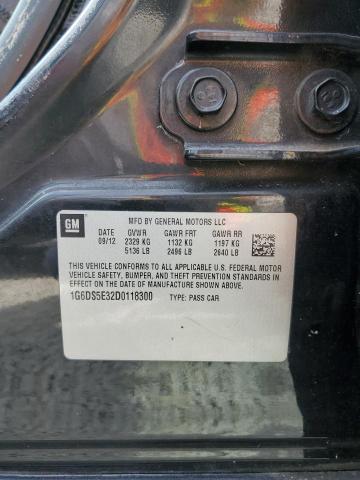 GM
MFD BY GENERAL MOTORS LLC
DATE GVWR GAWR FRT GAWR RR
09/12 2329 KG 1132 KG 1197 KG
5136 LB 2496 LB 2640 LB
THIS VEHICLE CONFORMS TO ALL APPLICABLE U.S. FEDERAL MOTOR
VEHICLE SAFETY, BUMPER, AND THEFT PREVENTION STANDARDS IN
EFFECT ON THE DATE OF MANUFACTURE SHOWN ABOVE.
1G6DS5E32D0118300 TYPE: PASS CAR